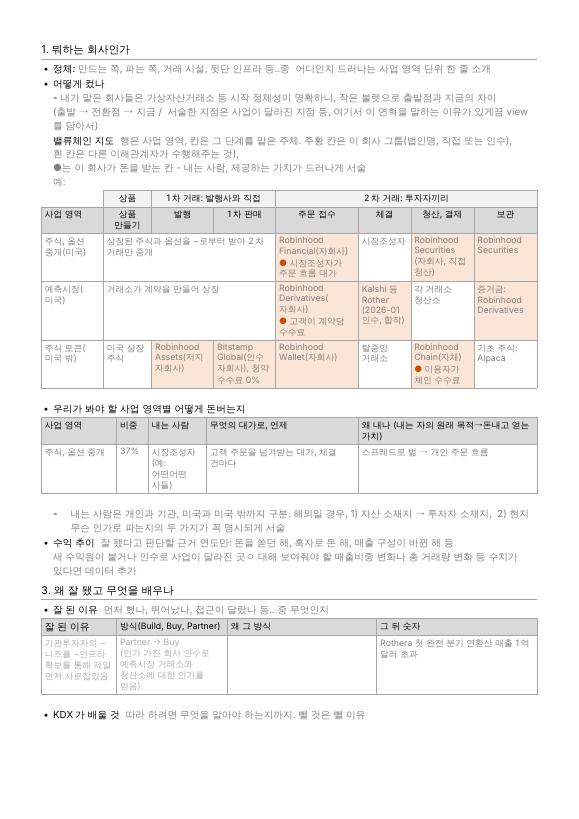 1. 뭐하는 회사인가
• 정체: 만드는 쪽, 파는 쪽, 거래 시설, 뒷단 인프라 등..중 어디인지 드러나는 사업 영역 단위 한 줄 소개
• 어떻게 컸나
- 내가 맡은 회사들은 가상자산거래소 등 시작 정체성이 명확하니, 작은 불렛으로 출발점과 지금의 차이
(출발 → 전환점 → 지금 / 서술한 지점은 사업이 달라진 지점 등, 여기서 이 연혁을 말하는 이유가 있게끔 view
를 담아서)
밸류체인 지도 행은 사업 영역, 칸은 그 단계를 맡은 주체. 주황 칸은 이 회사 그룹(법인명, 직접 또는 인수),
흰 칸은 다른 이해관계자가 수행해주는 것),
●는 이 회사가 돈을 받는 칸 - 내는 사람, 제공하는 가치가 드러나게 서술
예:
상품 1차 거래: 발행사와 직접 2차 거래: 투자자끼리
사업 영역 상품 만들기 발행 1차 판매 주문 접수 체결 청산, 결제 보관
주식, 옵션
중개(미국)
상장된 주식과 옵션을 ~로부터 받아 2차
거래만 중개
Robinhood
Financial(자회사)
● 시장조성자가
주문 흐름 대가
시장조성자
Robinhood
Securities
(자회사, 직접
청산)
Robinhood
Securities
예측시장(
미국)
거래소가 계약을 만들어 상장
Robinhood
Derivatives(
자회사)
● 고객이 계약당
수수료
Kalshi 등
Rother
(2026-01
인수, 합작)
각 거래소
청산소
증거금:
Robinhood
Derivatives
주식 토큰(
미국 밖)
미국 상장
주식
Robinhood
Assets(저지
자회사)
Bitstamp
Global(인수
자회사), 청약
수수료 0%
Robinhood
Wallet(자회사)
탈중앙
거래소
Robinhood
Chain(자체)
● 이용자가
체인 수수료
기초 주식:
Alpaca
• 우리가 봐야 할 사업 영역별 어떻게 돈버는지
사업 영역 비중 내는 사람 무엇의 대가로, 언제 왜 내나 (내는 자의 원래 목적→돈내고 얻는
가치)
주식, 옵션 중개 37% 시장조성자
(예:
어떤어떤
사들)
고객 주문을 넘겨받는 대가, 체결
건마다
스프레드로 벎 → 개인 주문 흐름
- 내는 사람은 개인과 기관, 미국과 미국 밖까지 구분. 해외일 경우, 1) 자산 소재지 → 투자자 소재지, 2) 현지
무슨 인가로 파는지의 두 가지가 꼭 명시되게 서술
• 수익 추이 잘 됐다고 판단할 근거 연도만: 돈을 쏟던 해, 흑자로 돈 해, 매출 구성이 바뀐 해 등
새 수익원이 붙거나 인수로 사업이 달라진 곳ㅇ 대해 보여줘야 할 매출비중 변화나 총 거래량 변화 등 수치가
있다면 데이터 추가
3. 왜 잘 됐고 무엇을 배우나
• 잘 된 이유 먼저 했나, 뛰어났나, 접근이 달랐나 등.. 중 무엇인지
잘 된 이유 방식(Build, Buy, Partner) 왜 그 방식 그 뒤 숫자
기관투자자의 ~
니즈를 ~인프라
확보를 통해 제일
먼저 사로잡았음
Partner → Buy
(인가 가진 회사 인수로
예측시장 거래소와
청산소에 대한 인가를
얻음)
Rothera 첫 완전 분기 연환산 매출 1억
달러 초과
• KDX가 배울 것 따라 하려면 무엇을 알아야 하는지까지. 뺄 것은 뺄 이유